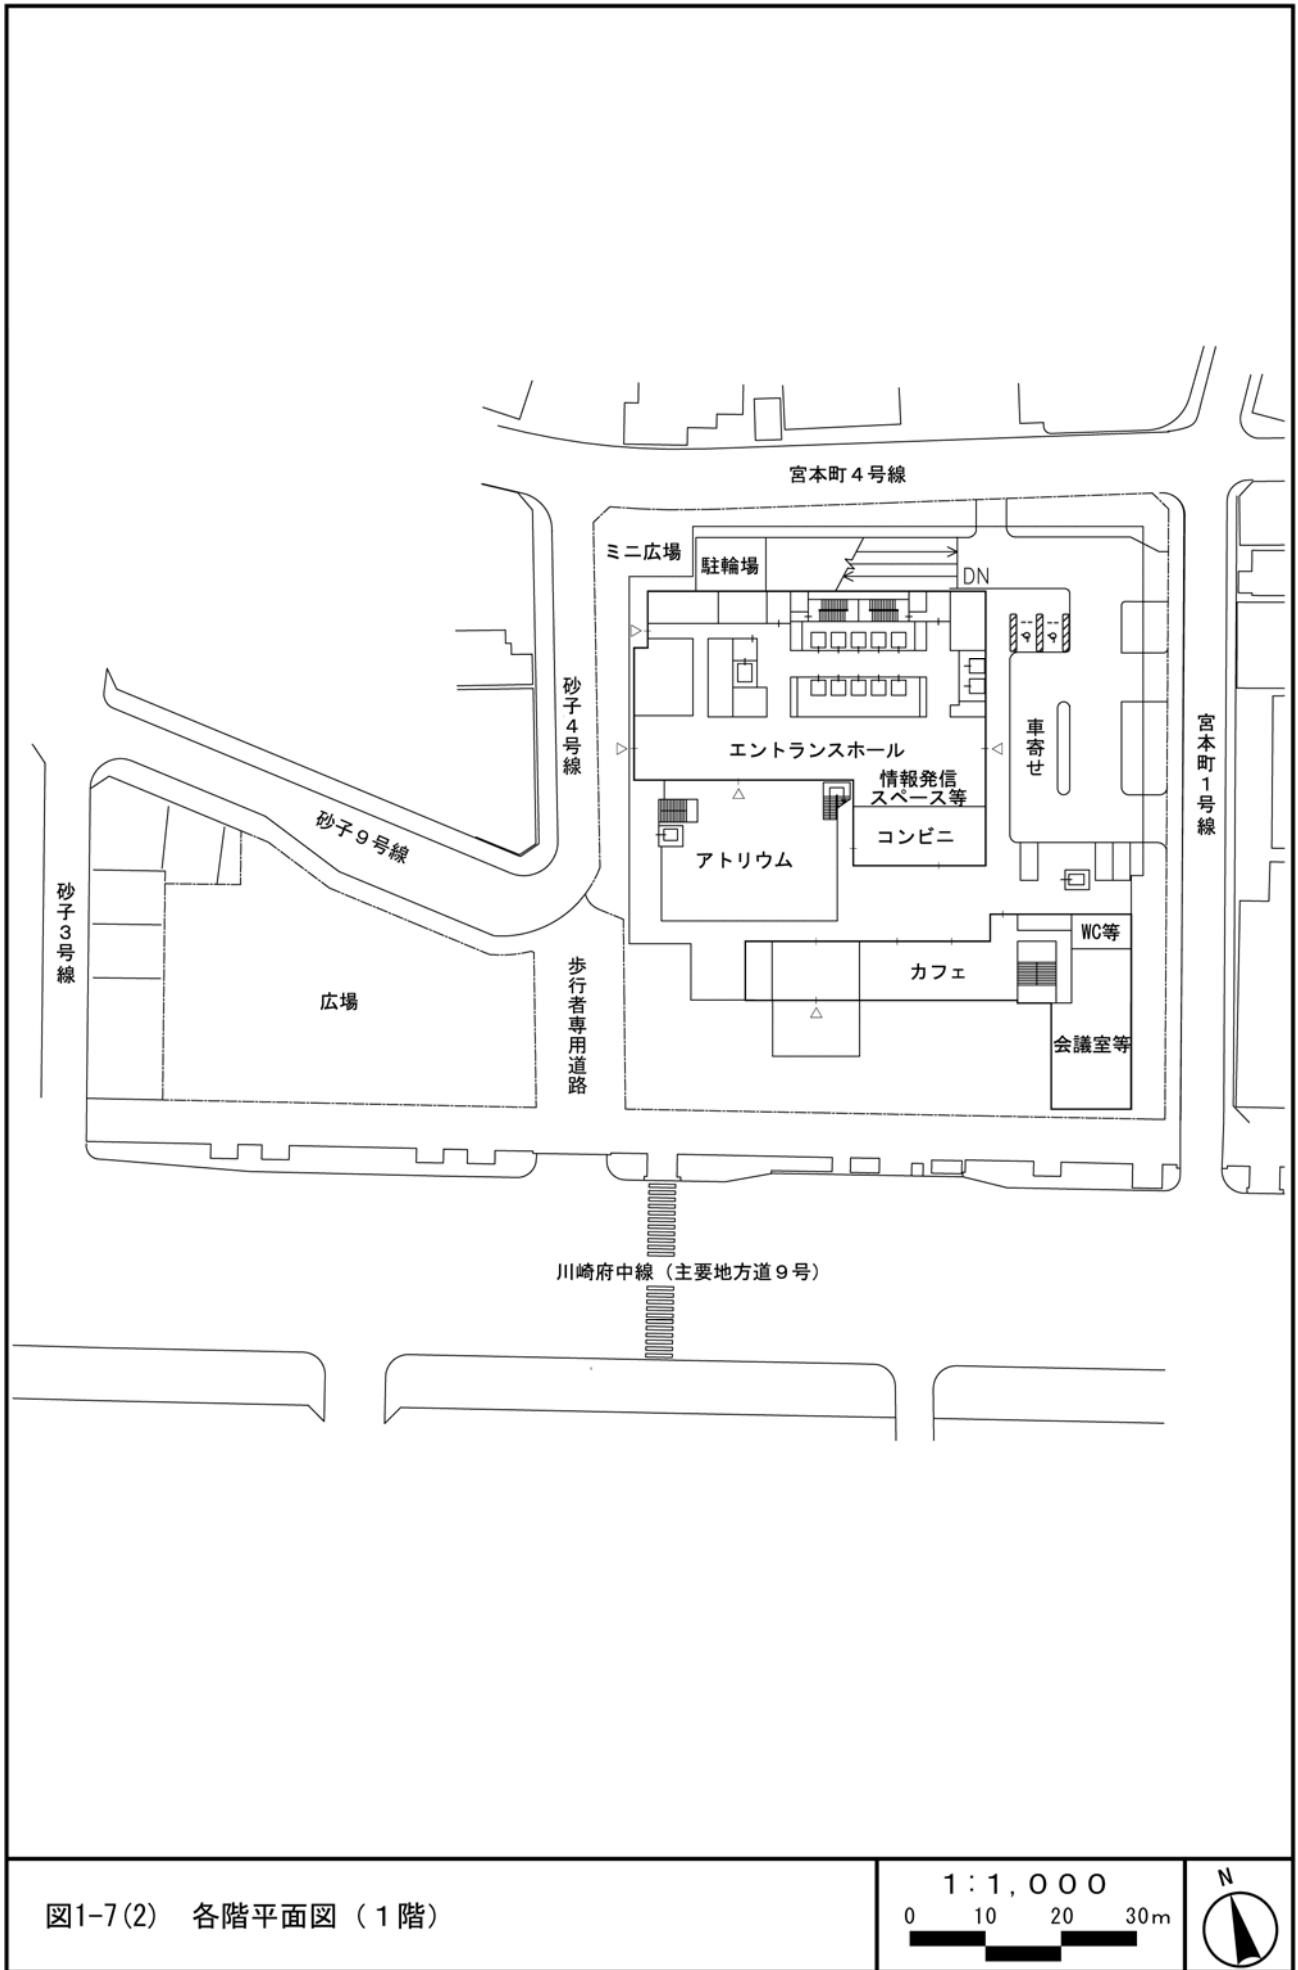 宮本町４号線
ミニ広場
駐輪場
DN
砂子４号線
エントランスホール
車寄せ
宮本町１号線
情報発信
スペース等
コンビニ
砂子９号線
アトリウム
砂子３号線
WC等
カフェ
広場
歩行者専用道路
会議室等
川崎府中線（主要地方道９号）
図1-7(2)　各階平面図（１階）
1：1,000
0 10 20 30m
N